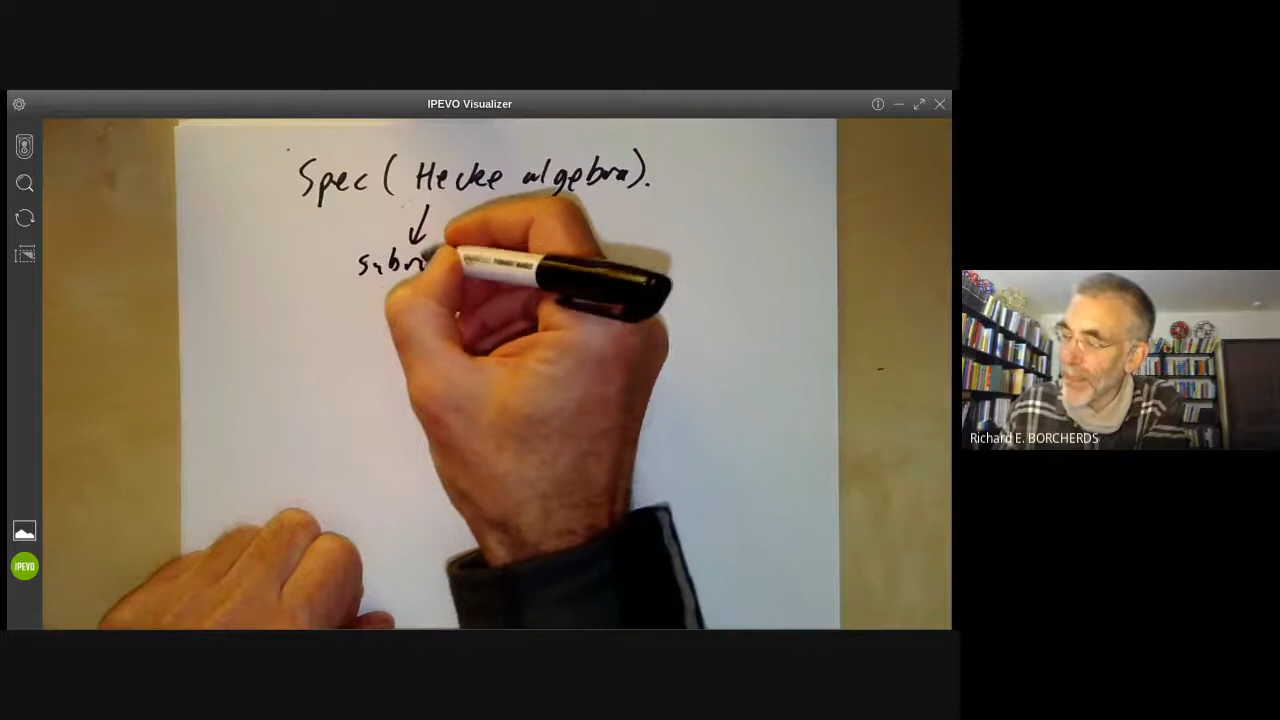 IPEVO Visualizer
Spec ( Hecke algebra).
↓
IPEVO
Richard E. BORCHERDS